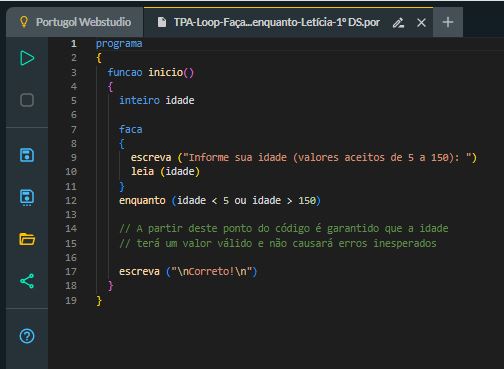 Portugol Webstudio
TPA-Loop-Faça...enquanto-Letícia-1º DS.por
1 programa
2 {
3 funcao inicio()
4 {
5 inteiro idade
6
7 faca
8 {
9 escreva ("Informe sua idade (valores aceitos de 5 a 150): ")
10 leia (idade)
11 }
12 enquanto (idade < 5 ou idade > 150)
13
14 // A partir deste ponto do código é garantido que a idade
15 // terá um valor válido e não causará erros inesperados
16
17 escreva ("\nCorreto!\n")
18 }
19 }